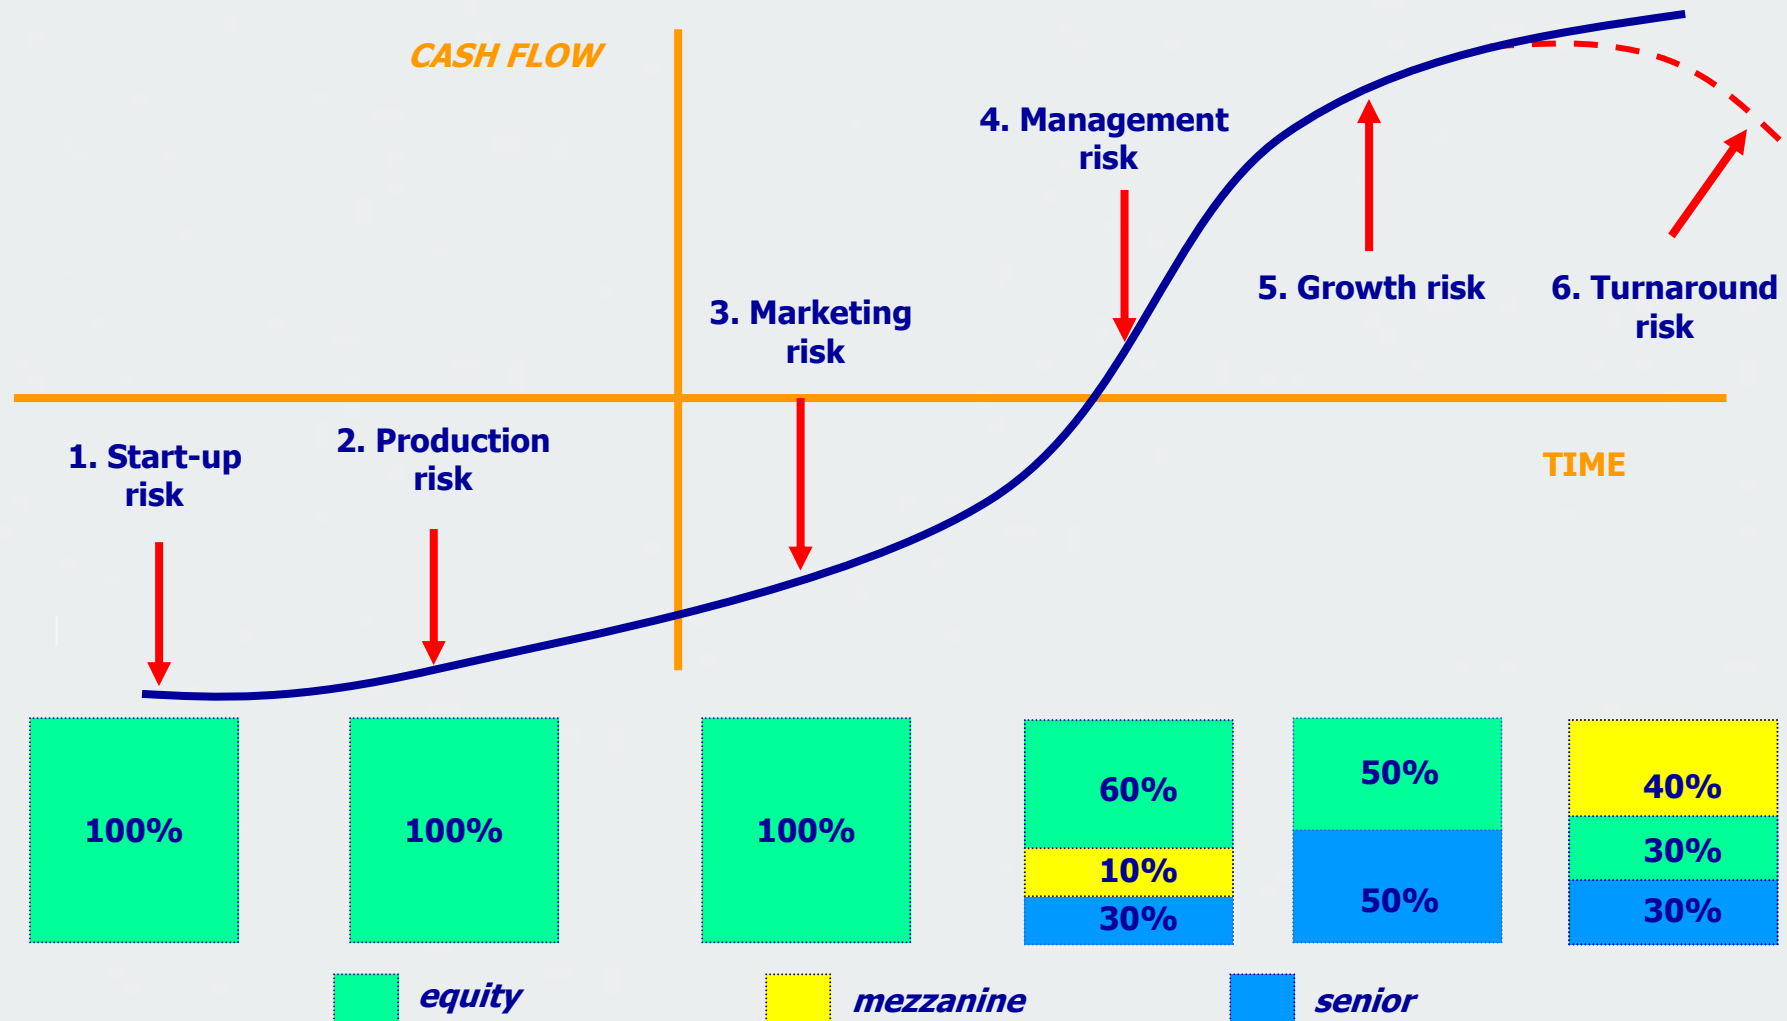 CASH FLOW
4. Management
risk
3. Marketing
risk
5. Growth risk
6. Turnaround
risk
1. Start-up
risk
2. Production
risk
TIME
100%
100%
100%
60%
10%
30%
50%
50%
40%
30%
30%
equity
mezzanine
senior